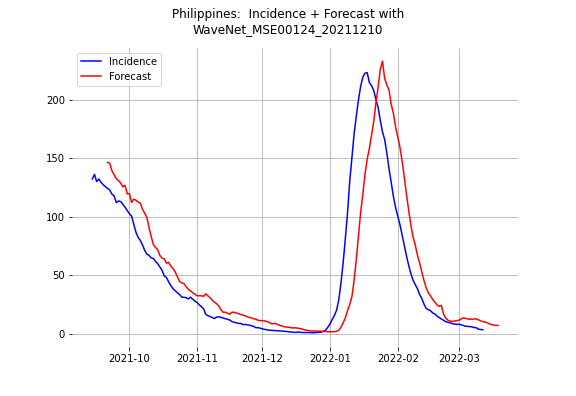 Philippines:  Incidence + Forecast with
WaveNet_MSE00124_20211210
Incidence
Forecast
200
150
100
50
0
2021-10
2021-11
2021-12
2022-01
2022-02
2022-03